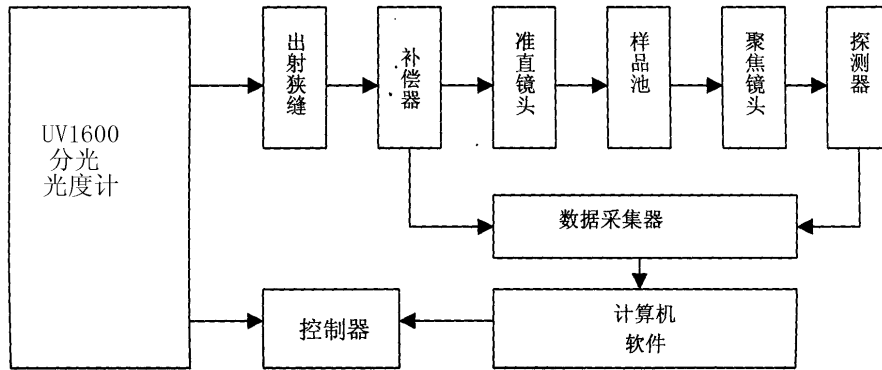 UV1600
分光
光度计
出射狭缝
补偿器
准直镜头
样品池
聚焦镜头
探测器
数据采集器
控制器
计算机
软件